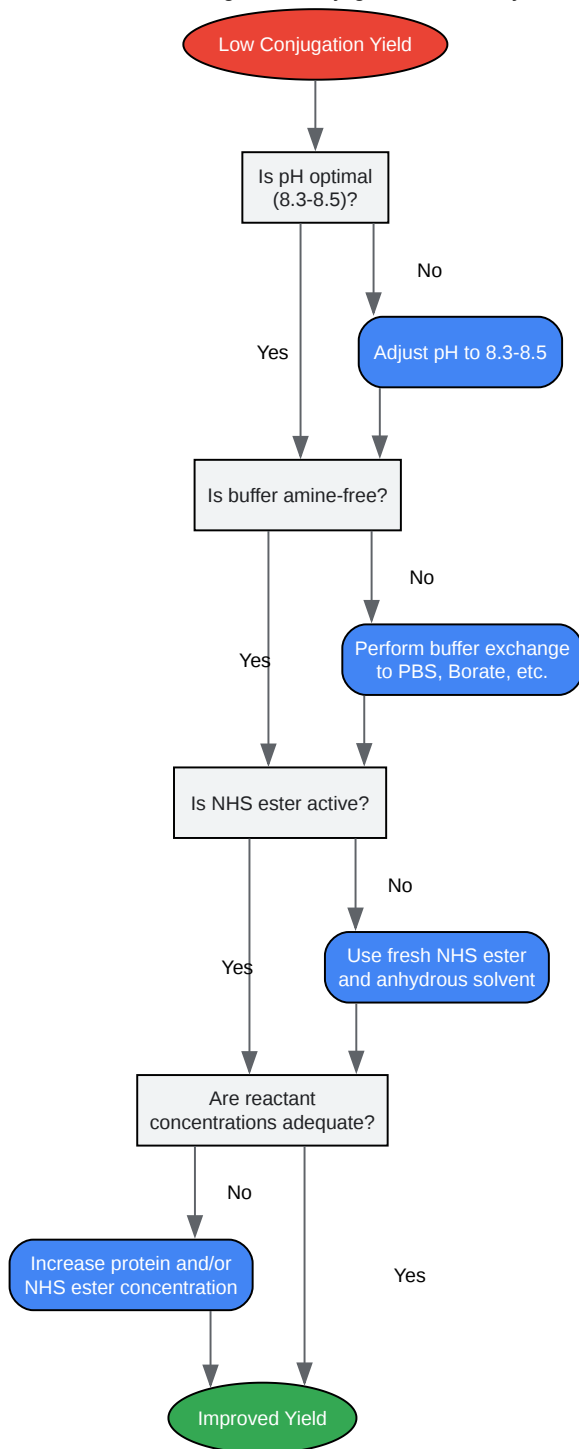 Low Conjugation Yield
Is pH optimal
(8.3-8.5)?
No
Yes
Adjust pH to 8.3-8.5
Is buffer amine-free?
No
Yes
Perform buffer exchange
to PBS, Borate, etc.
Is NHS ester active?
No
Yes
Use fresh NHS ester
and anhydrous solvent
Are reactant
concentrations adequate?
No
Increase protein and/or
NHS ester concentration
Yes
Improved Yield